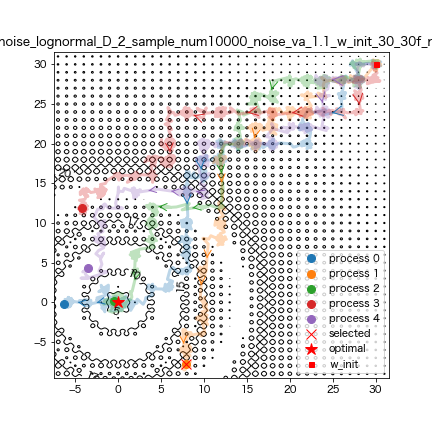 noise_lognormal_D_2_sample_num10000_noise_va_1.1_w_init_30_30f_r
30
25
20
15
10
5
0
−5
−5
0
5
10
15
20
25
30
process 0
process 1
process 2
process 3
process 4
selected
optimal
w_init